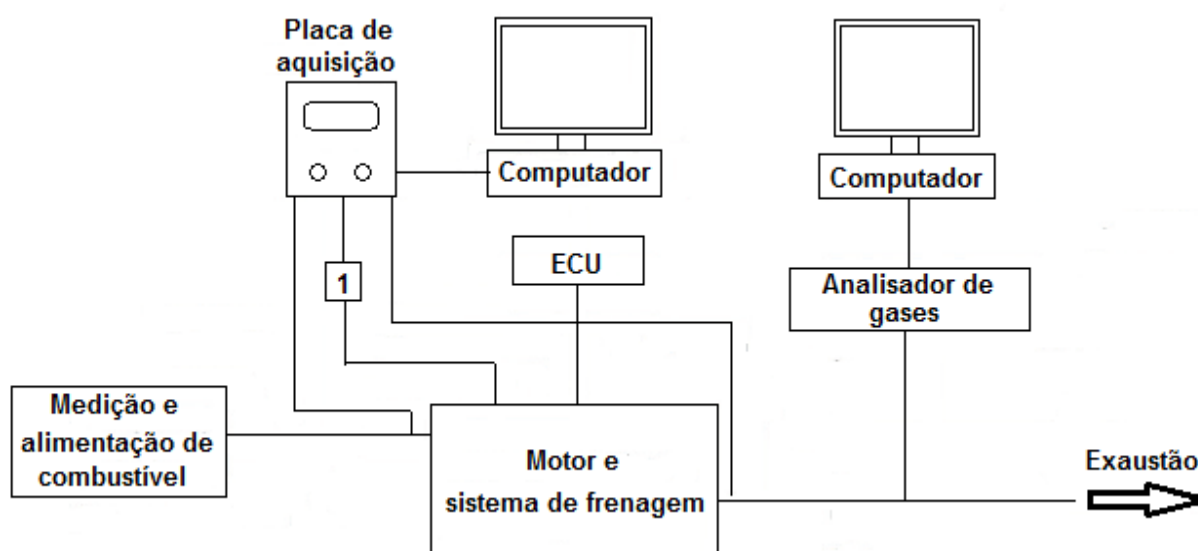 Placa de
aquisição
Computador
Computador
ECU
1
Analisador de
gases
Medição e
alimentação de
combustível
Motor e
sistema de frenagem
Exaustão